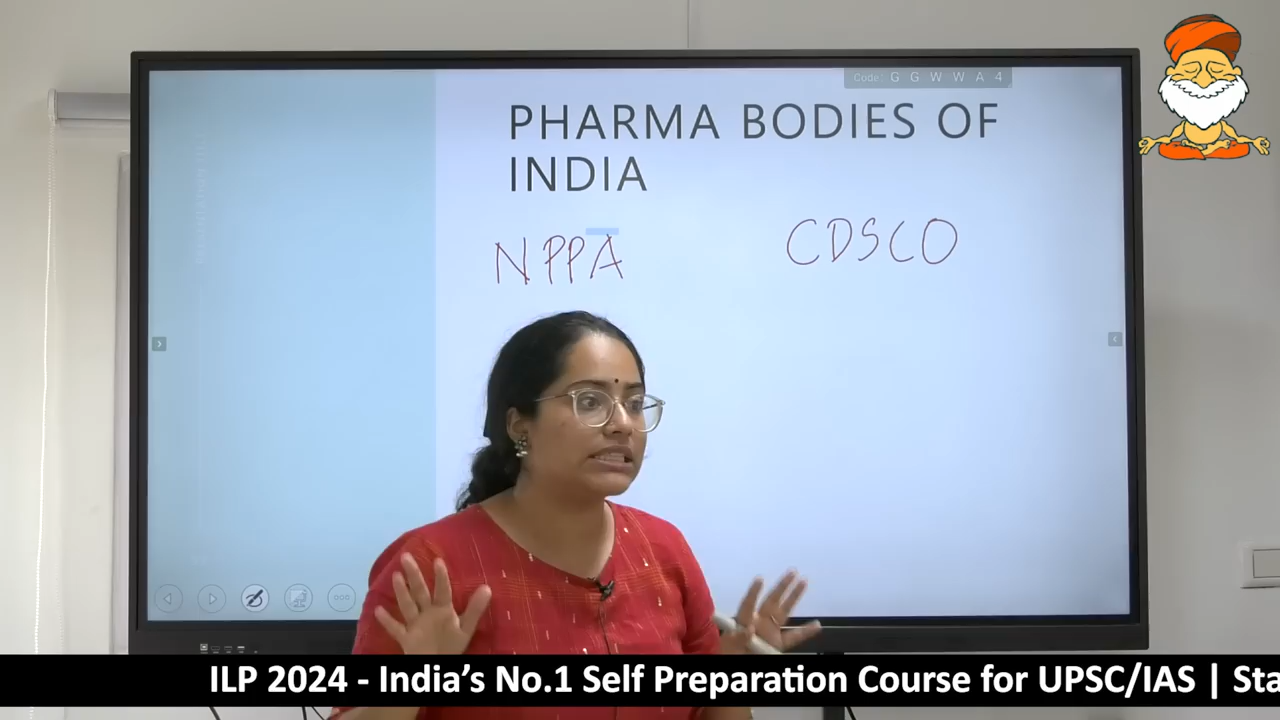 Code: G G W W A 4
PHARMA BODIES OF
INDIA
NPPA CDSCO
ILP 2024 - India’s No.1 Self Preparation Course for UPSC/IAS | Sta